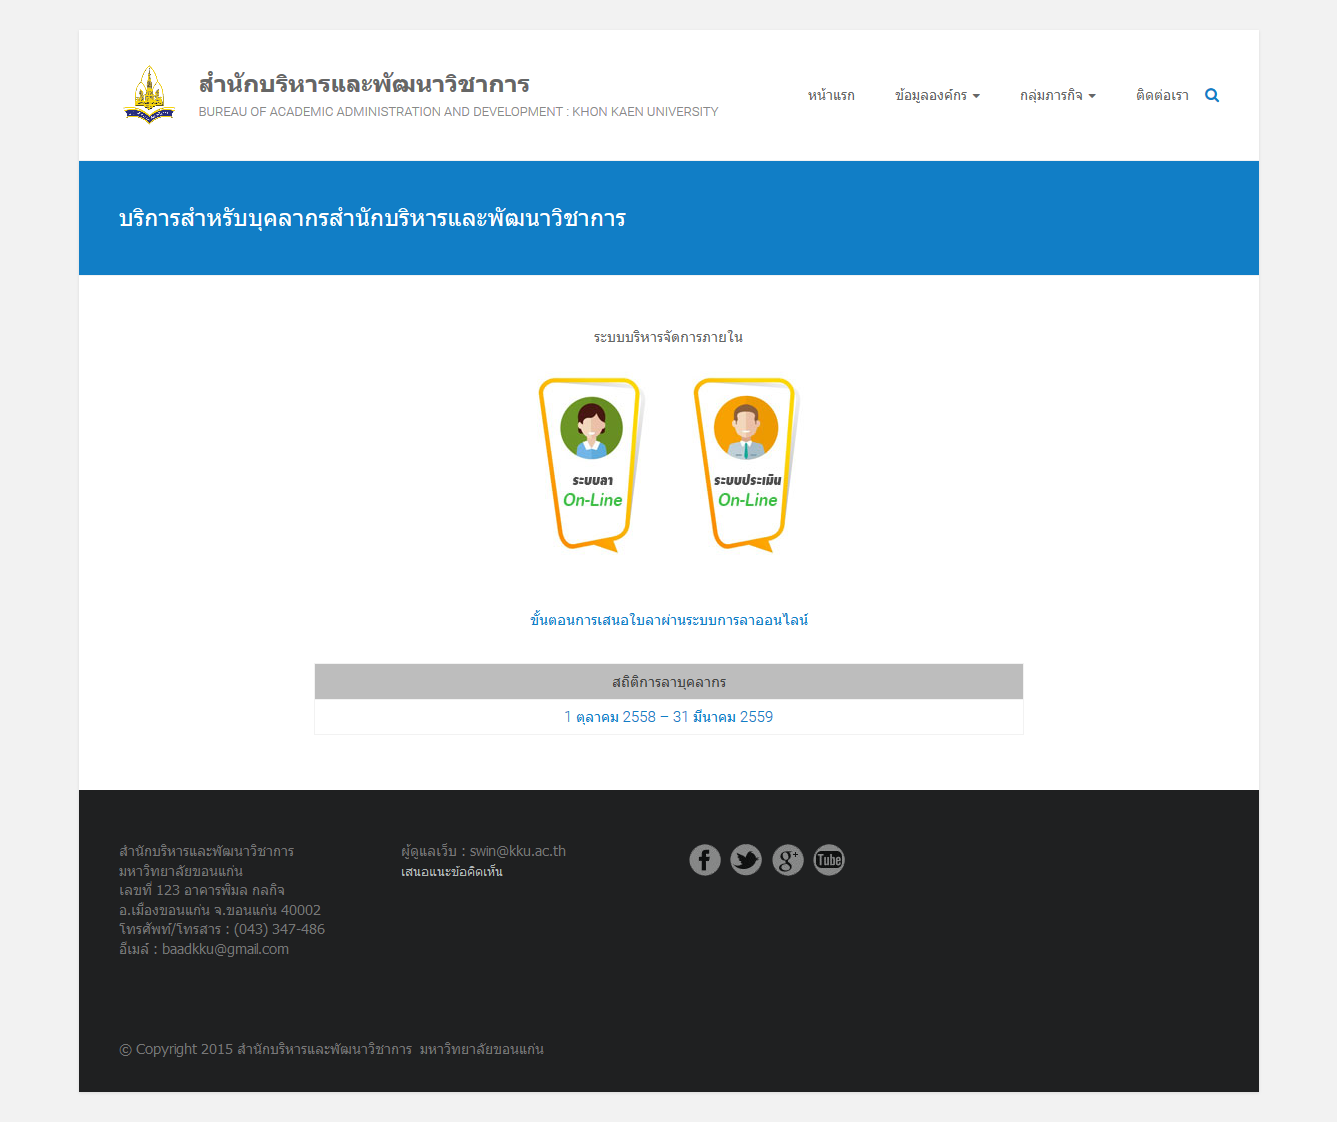 สำนักบริหารและพัฒนาวิชาการ
BUREAU OF ACADEMIC ADMINISTRATION AND DEVELOPMENT : KHON KAEN UNIVERSITY
หน้าแรก ข้อมูลองค์กร กลุ่มภารกิจ ติดต่อเรา
บริการสำหรับบุคลากรสำนักบริหารและพัฒนาวิชาการ
ระบบบริหารจัดการภายใน
ระบบลา
On-Line
ระบบประเมิน
On-Line
ขั้นตอนการเสนอใบลาผ่านระบบการลาออนไลน์
สถิติการลาบุคลากร
1 ตุลาคม 2558 – 31 มีนาคม 2559
สำนักบริหารและพัฒนาวิชาการ
มหาวิทยาลัยขอนแก่น
เลขที่ 123 อาคารพิมล กลกิจ
อ.เมืองขอนแก่น จ.ขอนแก่น 40002
โทรศัพท์/โทรสาร : (043) 347-486
อีเมล์ : baadkku@gmail.com
ผู้ดูแลเว็บ : swin@kku.ac.th
เสนอแนะข้อคิดเห็น
Tube
© Copyright 2015 สำนักบริหารและพัฒนาวิชาการ มหาวิทยาลัยขอนแก่น